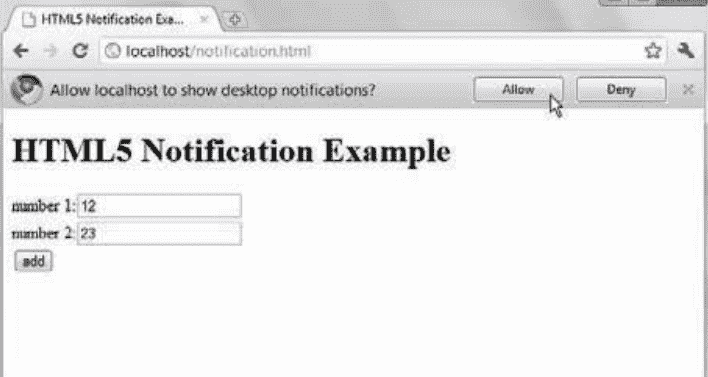 HTML5 Notification Exa...
localhost/notification.html
Allow localhost to show desktop notifications?
Allow
Deny
HTML5 Notification Example
number 1: 12
number 2: 23
add